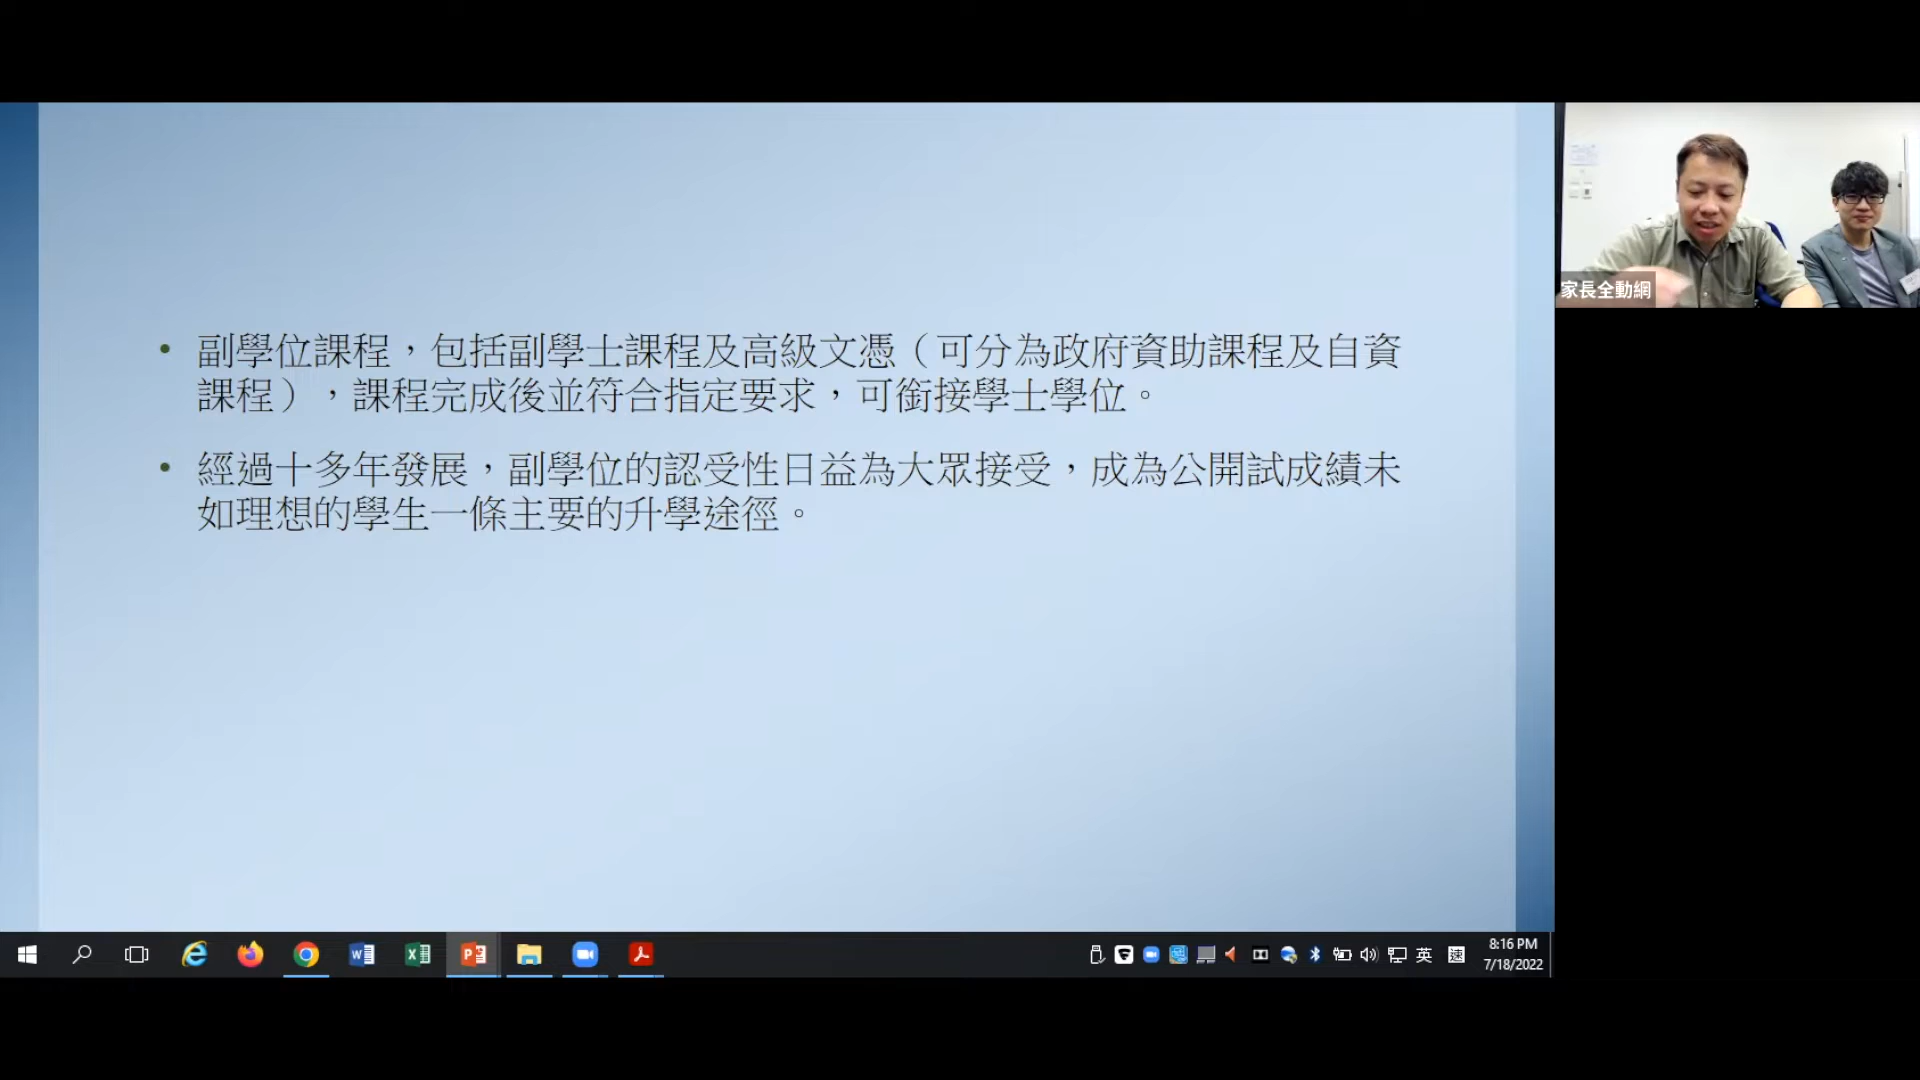 副學位課程，包括副學士課程及高級文憑（可分為政府資助課程及自資
課程），課程完成後並符合指定要求，可銜接學士學位。
經過十多年發展，副學位的認受性日益為大眾接受，成為公開試成績未
如理想的學生一條主要的升學途徑。
家長全動網
英
速
8:16 PM
7/18/2022